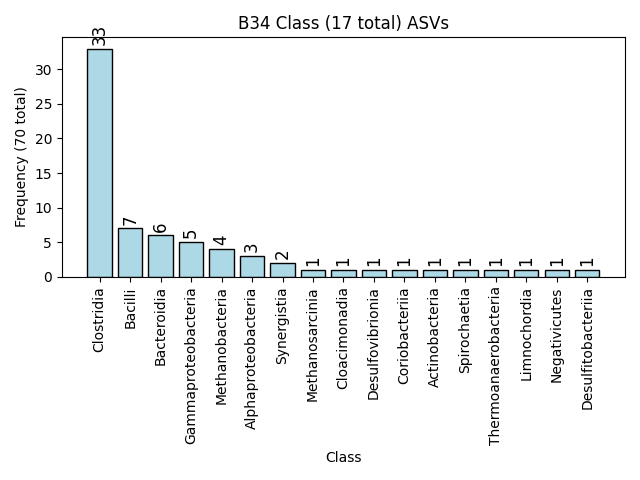 B34 Class (17 total) ASVs
Frequency (70 total)
30
25
20
15
10
5
0
33
7
6
5
4
3
2
1
1
1
1
1
1
1
1
1
1
Clostridia
Bacilli
Bacteroidia
Gammaproteobacteria
Methanobacteria
Alphaproteobacteria
Synergistia
Methanosarcinia
Cloacimonadia
Desulfovibrionia
Coriobacteriia
Actinobacteria
Spirochaetia
Thermoanaerobacteria
Limnochordia
Negativicutes
Desulfitobacteriia
Class